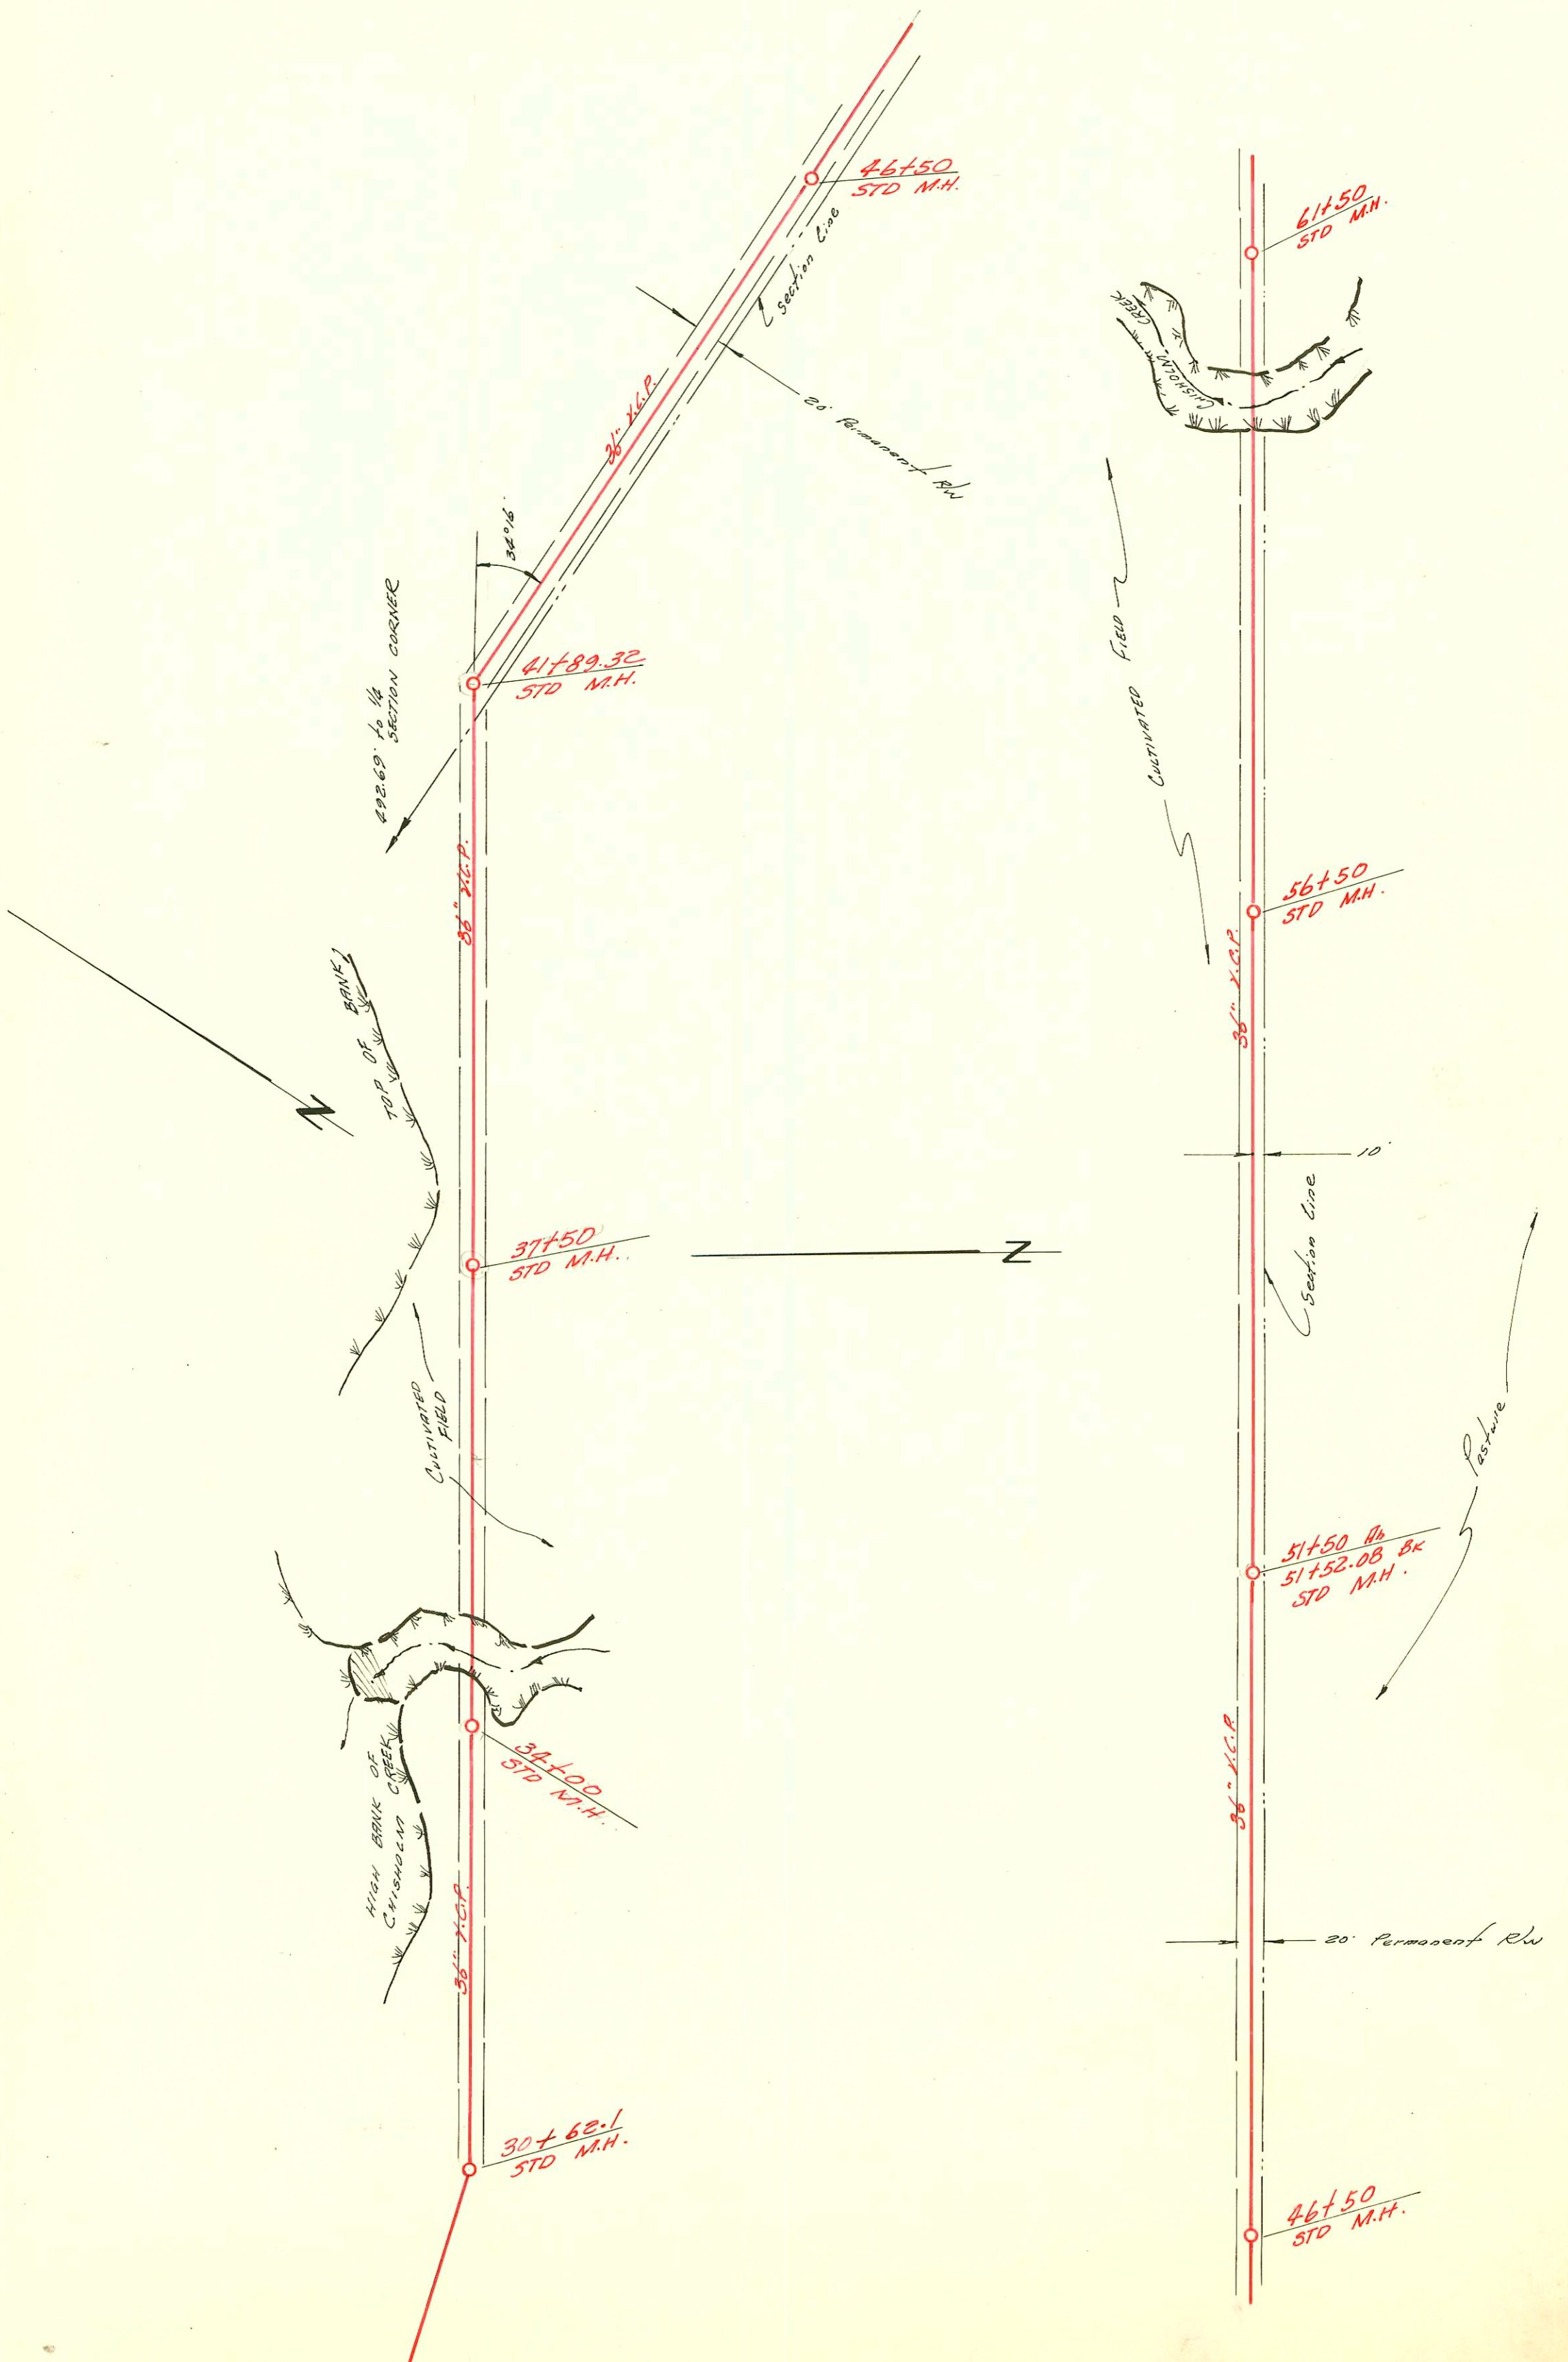 46+50
STD M.H.
Section Line
20' Permanent R/W
36" V.C.P.
34°16'
41+89.32
STD M.H.
492.69' to 1/4
SECTION CORNER
36" V.C.P.
N
TOP OF BANK
37+50
STD M.H.
N
CULTIVATED
FIELD
34+00
STD M.H.
HIGH BANK OF
CHISHOLM CREEK
36" V.C.P.
30+62.1
STD M.H.
61+50
STD M.H.
CHISHOLM CREEK
CULTIVATED FIELD
56+50
STD M.H.
36" V.C.P.
10'
Section Line
Pasture
51+50 Ah
51+52.08 BK
STD M.H.
36" V.C.P.
20' Permanent R/W
46+50
STD M.H.